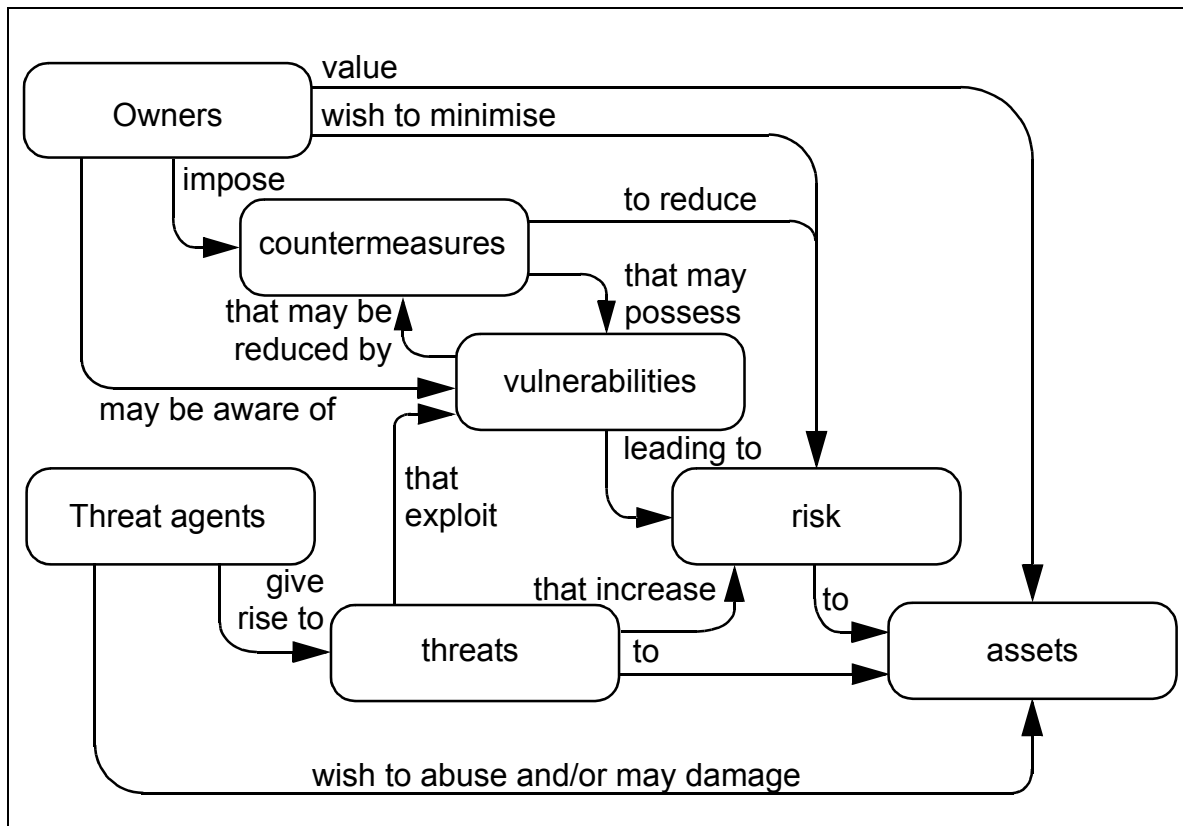 value
Owners
wish to minimise
impose
to reduce
countermeasures
that may
possess
that may be
reduced by
vulnerabilities
may be aware of
leading to
that
exploit
Threat agents
risk
give
rise to
that increase
to
threats
to
assets
wish to abuse and/or may damage